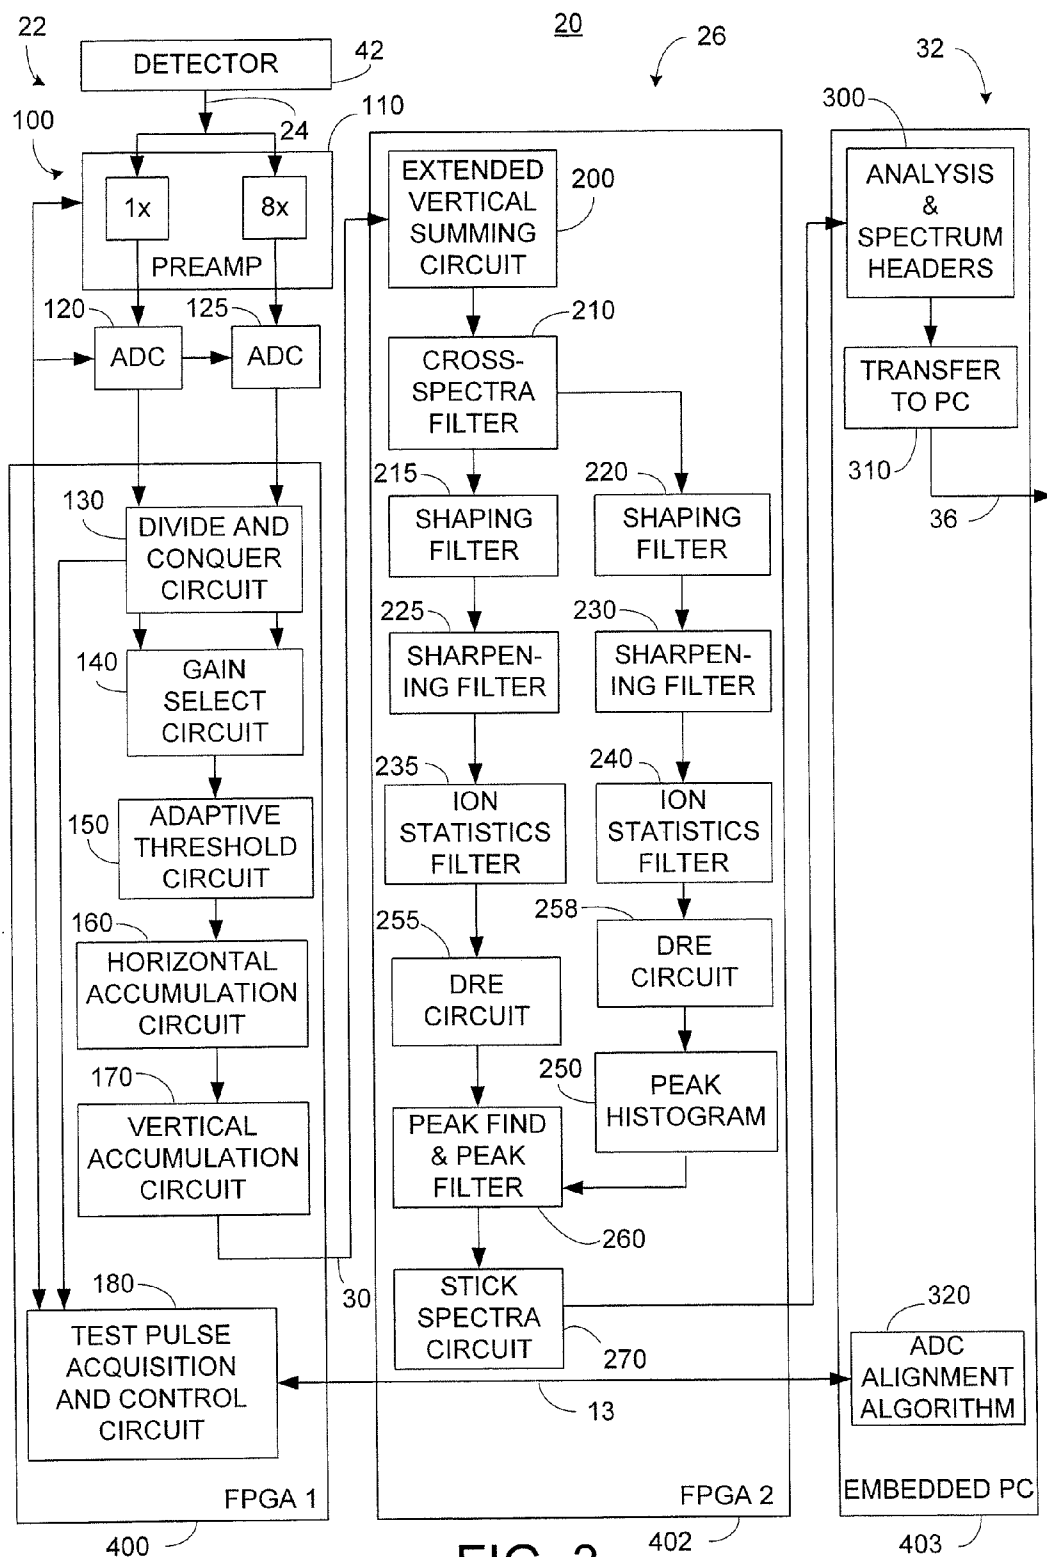 20
22
DETECTOR
42
24
110
100
1x
8x
PREAMP
120
125
ADC
ADC
130
DIVIDE AND
CONQUER
CIRCUIT
140
GAIN
SELECT
CIRCUIT
150
ADAPTIVE
THRESHOLD
CIRCUIT
160
HORIZONTAL
ACCUMULATION
CIRCUIT
170
VERTICAL
ACCUMULATION
CIRCUIT
30
180
TEST PULSE
ACQUISITION
AND CONTROL
CIRCUIT
FPGA 1
400
26
EXTENDED
VERTICAL
SUMMING
CIRCUIT
200
210
CROSS-
SPECTRA
FILTER
215
SHAPING
FILTER
220
SHAPING
FILTER
225
SHARPEN-
ING FILTER
230
SHARPEN-
ING FILTER
235
ION
STATISTICS
FILTER
240
ION
STATISTICS
FILTER
255
DRE
CIRCUIT
258
DRE
CIRCUIT
250
PEAK
HISTOGRAM
PEAK FIND
& PEAK
FILTER
260
STICK
SPECTRA
CIRCUIT
270
13
FPGA 2
402
32
300
ANALYSIS
&
SPECTRUM
HEADERS
TRANSFER
TO PC
310
36
320
ADC
ALIGNMENT
ALGORITHM
EMBEDDED PC
403